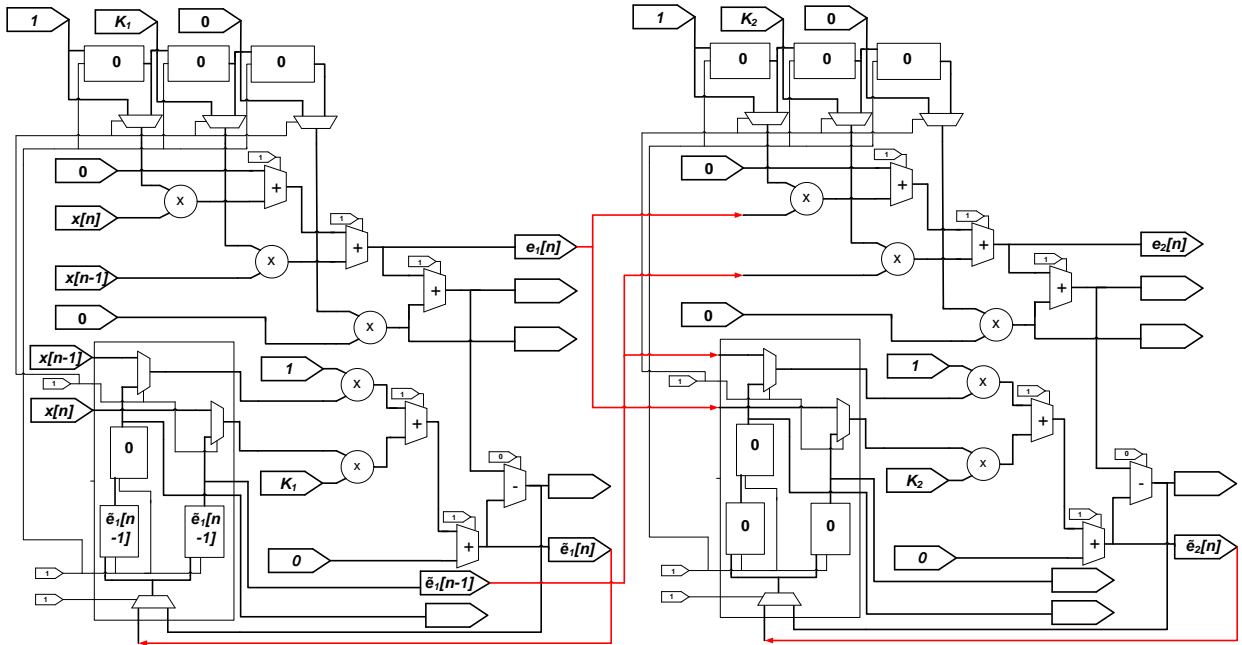 1 K₁ 0 1 K₂ 0
0 0 0 0 0 0
1 1
0 + 0 +
x[n] X X
1 1
+ e₁[n] + e₂[n]
x[n-1] X X
1 1
+ +
0 X 0 X
x[n-1] 1 X 1 X
1 1
1 1
x[n] + +
0 0
K₁ X K₂ X
0 0
- -
ẽ₁[n
-1]
ẽ₁[n
-1]
0 0
1 1
+ ẽ₁[n] + ẽ₂[n]
0 0
1 ẽ₁[n-1] 1
1 1